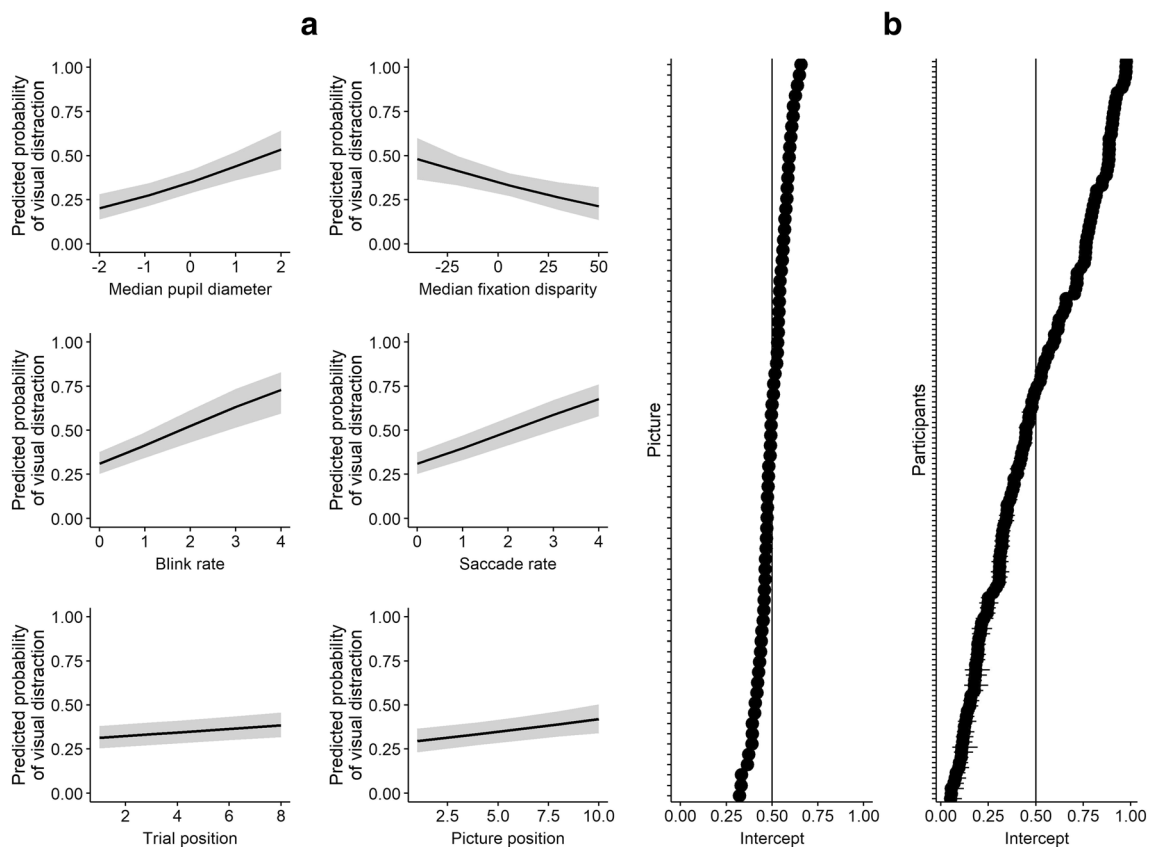 a
b
Predicted probability
of visual distraction
1.00
0.75
0.50
0.25
0.00
-2 -1 0 1 2
Median pupil diameter
Predicted probability
of visual distraction
1.00
0.75
0.50
0.25
0.00
-25 0 25 50
Median fixation disparity
Predicted probability
of visual distraction
1.00
0.75
0.50
0.25
0.00
0 1 2 3 4
Blink rate
Predicted probability
of visual distraction
1.00
0.75
0.50
0.25
0.00
0 1 2 3 4
Saccade rate
Predicted probability
of visual distraction
1.00
0.75
0.50
0.25
0.00
2 4 6 8
Trial position
Predicted probability
of visual distraction
1.00
0.75
0.50
0.25
0.00
2.5 5.0 7.5 10.0
Picture position
Picture
0.00 0.25 0.50 0.75 1.00
Intercept
Participants
0.00 0.25 0.50 0.75 1.00
Intercept